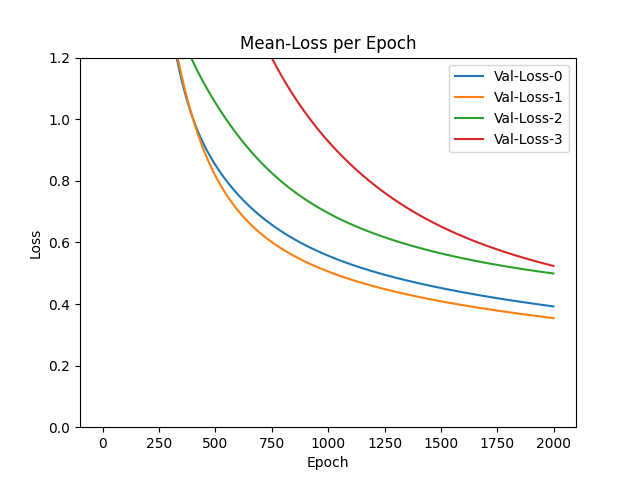 Mean-Loss per Epoch
1.2
1.0
0.8
0.6
0.4
0.2
0.0
Loss
Val-Loss-0
Val-Loss-1
Val-Loss-2
Val-Loss-3
0 250 500 750 1000 1250 1500 1750 2000
Epoch